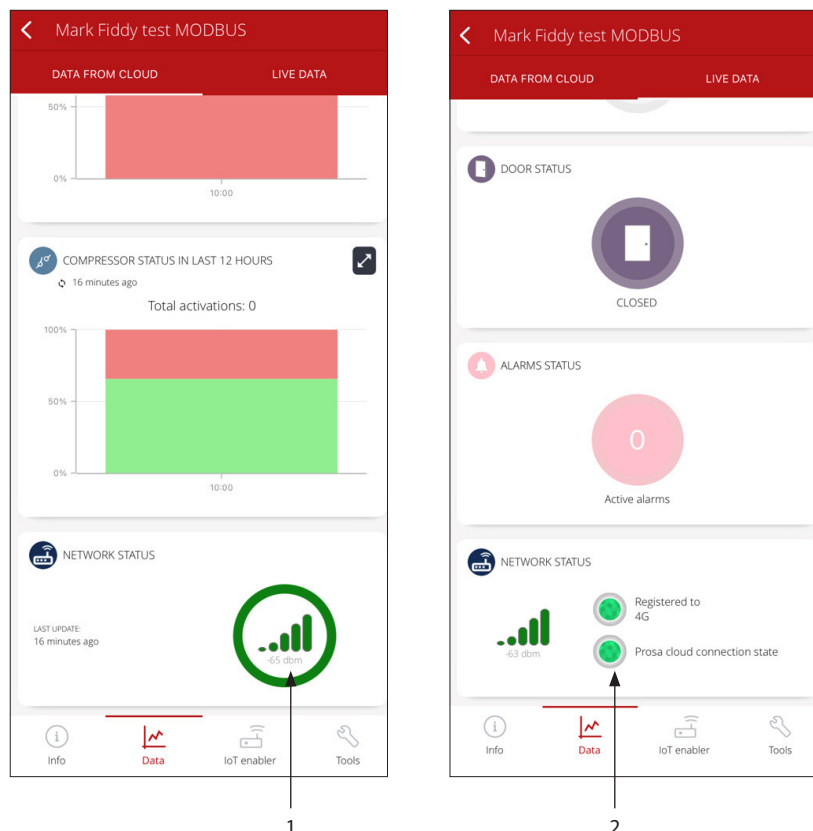 Mark Fiddy test MODBUS
DATA FROM CLOUD LIVE DATA
50%
0%
10:00
COMPRESSOR STATUS IN LAST 12 HOURS
16 minutes ago
Total activations: 0
100%
50%
0%
10:00
NETWORK STATUS
LAST UPDATE:
16 minutes ago
-65 dbm
Info Data IoT enabler Tools
1
Mark Fiddy test MODBUS
DATA FROM CLOUD LIVE DATA
DOOR STATUS
CLOSED
ALARMS STATUS
0
Active alarms
NETWORK STATUS
Registered to
4G
-63 dbm
Prosa cloud connection state
Info Data IoT enabler Tools
2